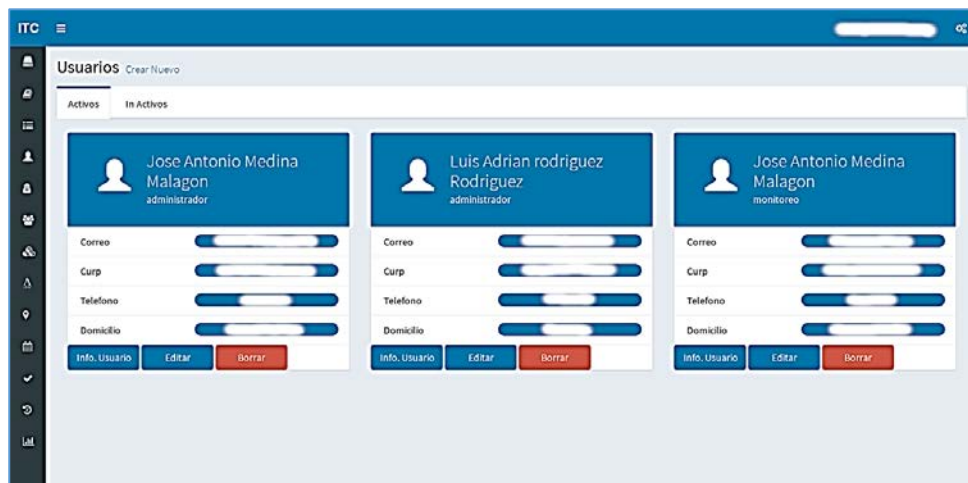 ITC
Usuarios Crear Nuevo
Activos In Activos
Jose Antonio Medina
Malagon
administrador
Correo
Curp
Telefono
Domicilio
Info. Usuario Editar Borrar
Luis Adrian rodriguez
Rodriguez
administrador
Correo
Curp
Telefono
Domicilio
Info. Usuario Editar Borrar
Jose Antonio Medina
Malagon
monitoreo
Correo
Curp
Telefono
Domicilio
Info. Usuario Editar Borrar